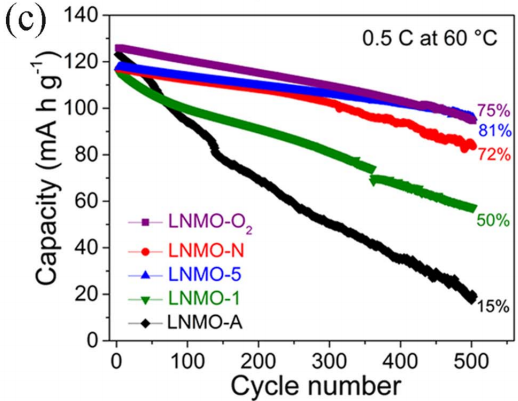 (c)
0.5 C at 60 °C
Capacity (mA h g⁻¹)
140
120
100
80
60
40
20
0
75%
81%
72%
50%
15%
LNMO-O₂
LNMO-N
LNMO-5
LNMO-1
LNMO-A
0 100 200 300 400 500
Cycle number